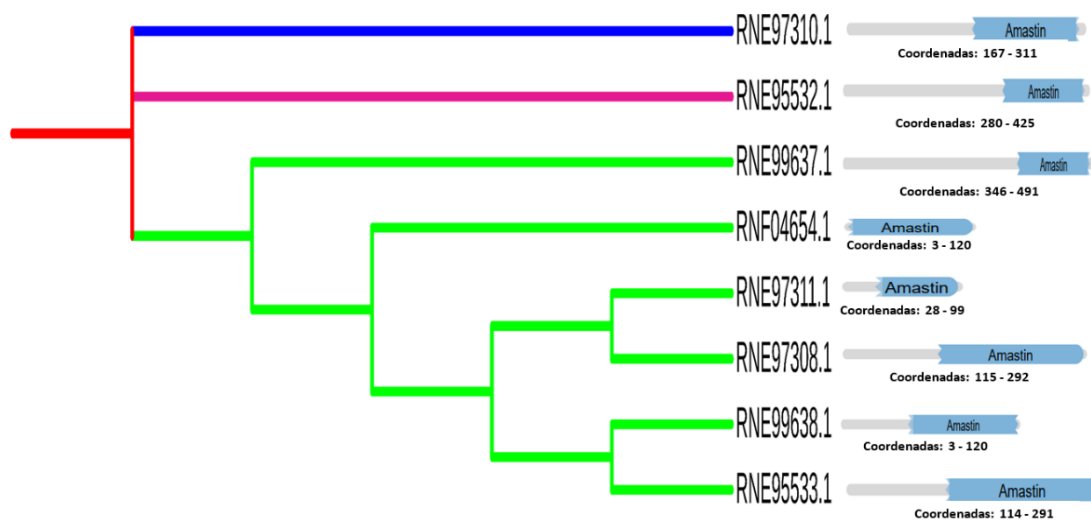 RNE97310.1 Amastin
Coordenadas: 167 - 311
RNE95532.1 Amastin
Coordenadas: 280 - 425
RNE99637.1 Amastin
Coordenadas: 346 - 491
RNF04654.1 Amastin
Coordenadas: 3 - 120
RNE97311.1 Amastin
Coordenadas: 28 - 99
RNE97308.1 Amastin
Coordenadas: 115 - 292
RNE99638.1 Amastin
Coordenadas: 3 - 120
RNE95533.1 Amastin
Coordenadas: 114 - 291